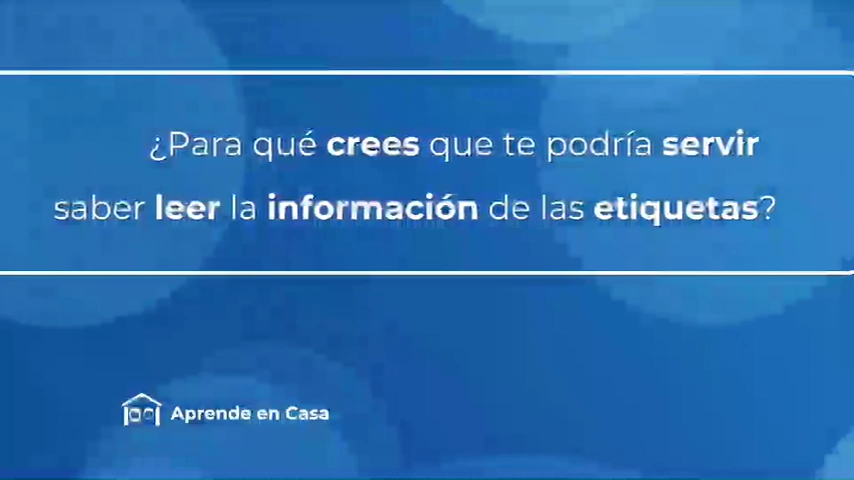 ¿Para qué crees que te podría servir
saber leer la información de las etiquetas?
Aprende en Casa